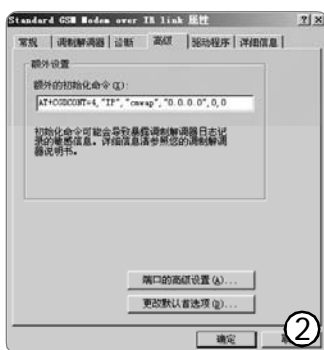 Standard GSM Modem over IR link 属性
常规 调制解调器 诊断 高级 驱动程序 详细信息
额外设置
额外的初始化命令(I):
AT+CGDCONT=4,"IP","cmwap","0.0.0.0",0,0
初始化命令可能会导致暴露调制解调器日志记
录的敏感信息。详细信息请参照您的调制解调
器说明书。
端口的高级设置(A)...
更改默认首选项(D)...
确定
②